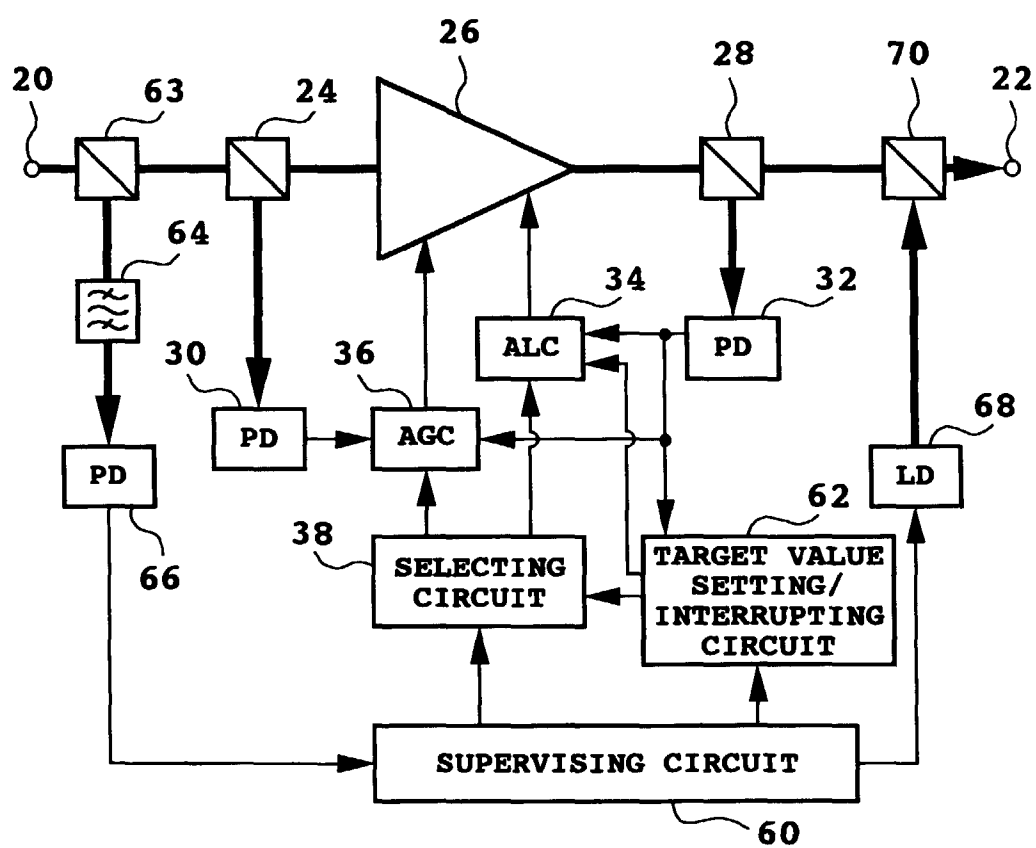 26
28
70
20
63
24
22
64
34
32
30
36
ALC
PD
68
PD
AGC
PD
LD
62
38
66
SELECTING
CIRCUIT
TARGET VALUE
SETTING/
INTERRUPTING
CIRCUIT
SUPERVISING CIRCUIT
60